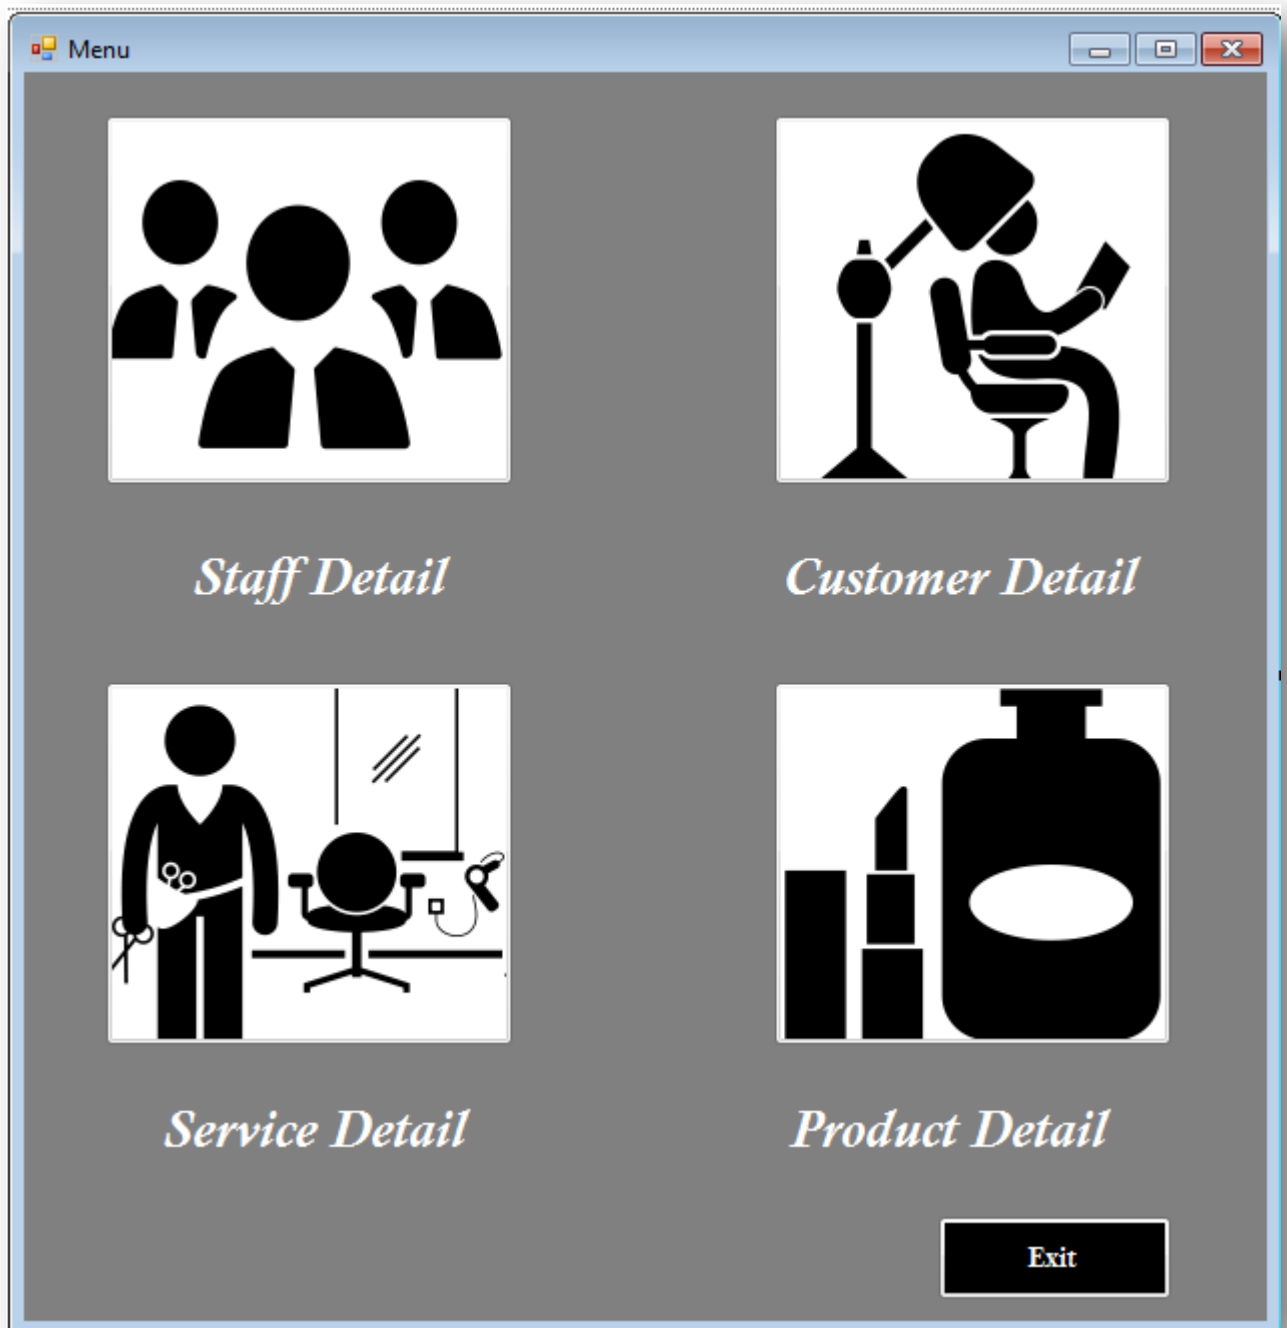 Menu
Staff Detail
Customer Detail
Service Detail
Product Detail
Exit